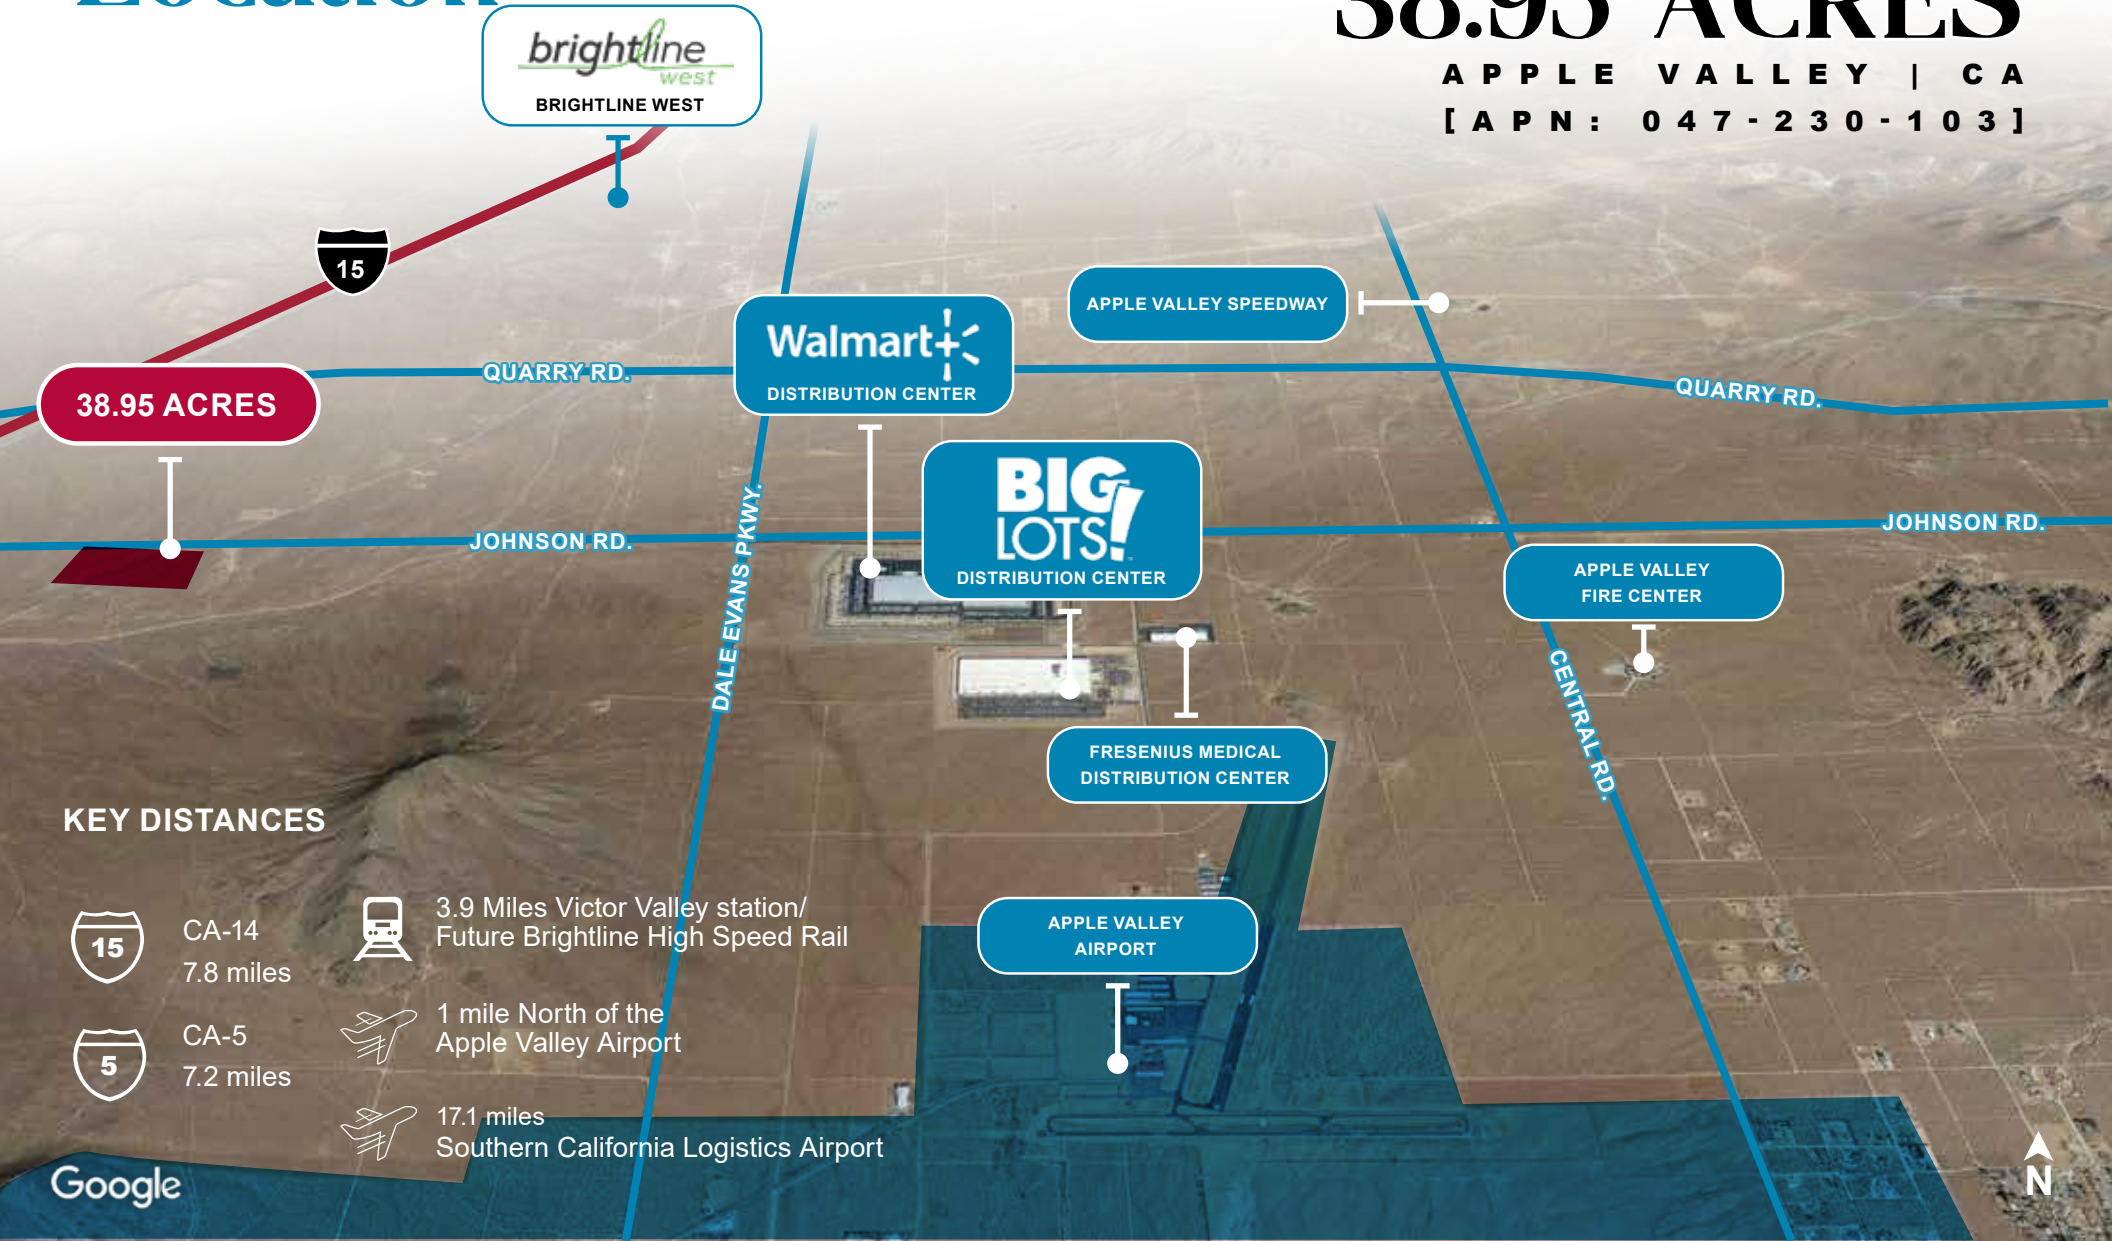 Location
38.95 ACRES
APPLE VALLEY | CA
[APN: 047-230-103]
brightline
west
BRIGHTLINE WEST
15
APPLE VALLEY SPEEDWAY
Walmart
DISTRIBUTION CENTER
QUARRY RD.
QUARRY RD.
38.95 ACRES
BIG
LOTS!
DISTRIBUTION CENTER
JOHNSON RD.
JOHNSON RD.
DALE EVANS PKWY.
APPLE VALLEY
FIRE CENTER
CENTRAL RD.
FRESENIUS MEDICAL
DISTRIBUTION CENTER
APPLE VALLEY
AIRPORT
KEY DISTANCES
15
CA-14
7.8 miles
5
CA-5
7.2 miles
3.9 Miles Victor Valley station/
Future Brightline High Speed Rail
1 mile North of the
Apple Valley Airport
17.1 miles
Southern California Logistics Airport
Google
N